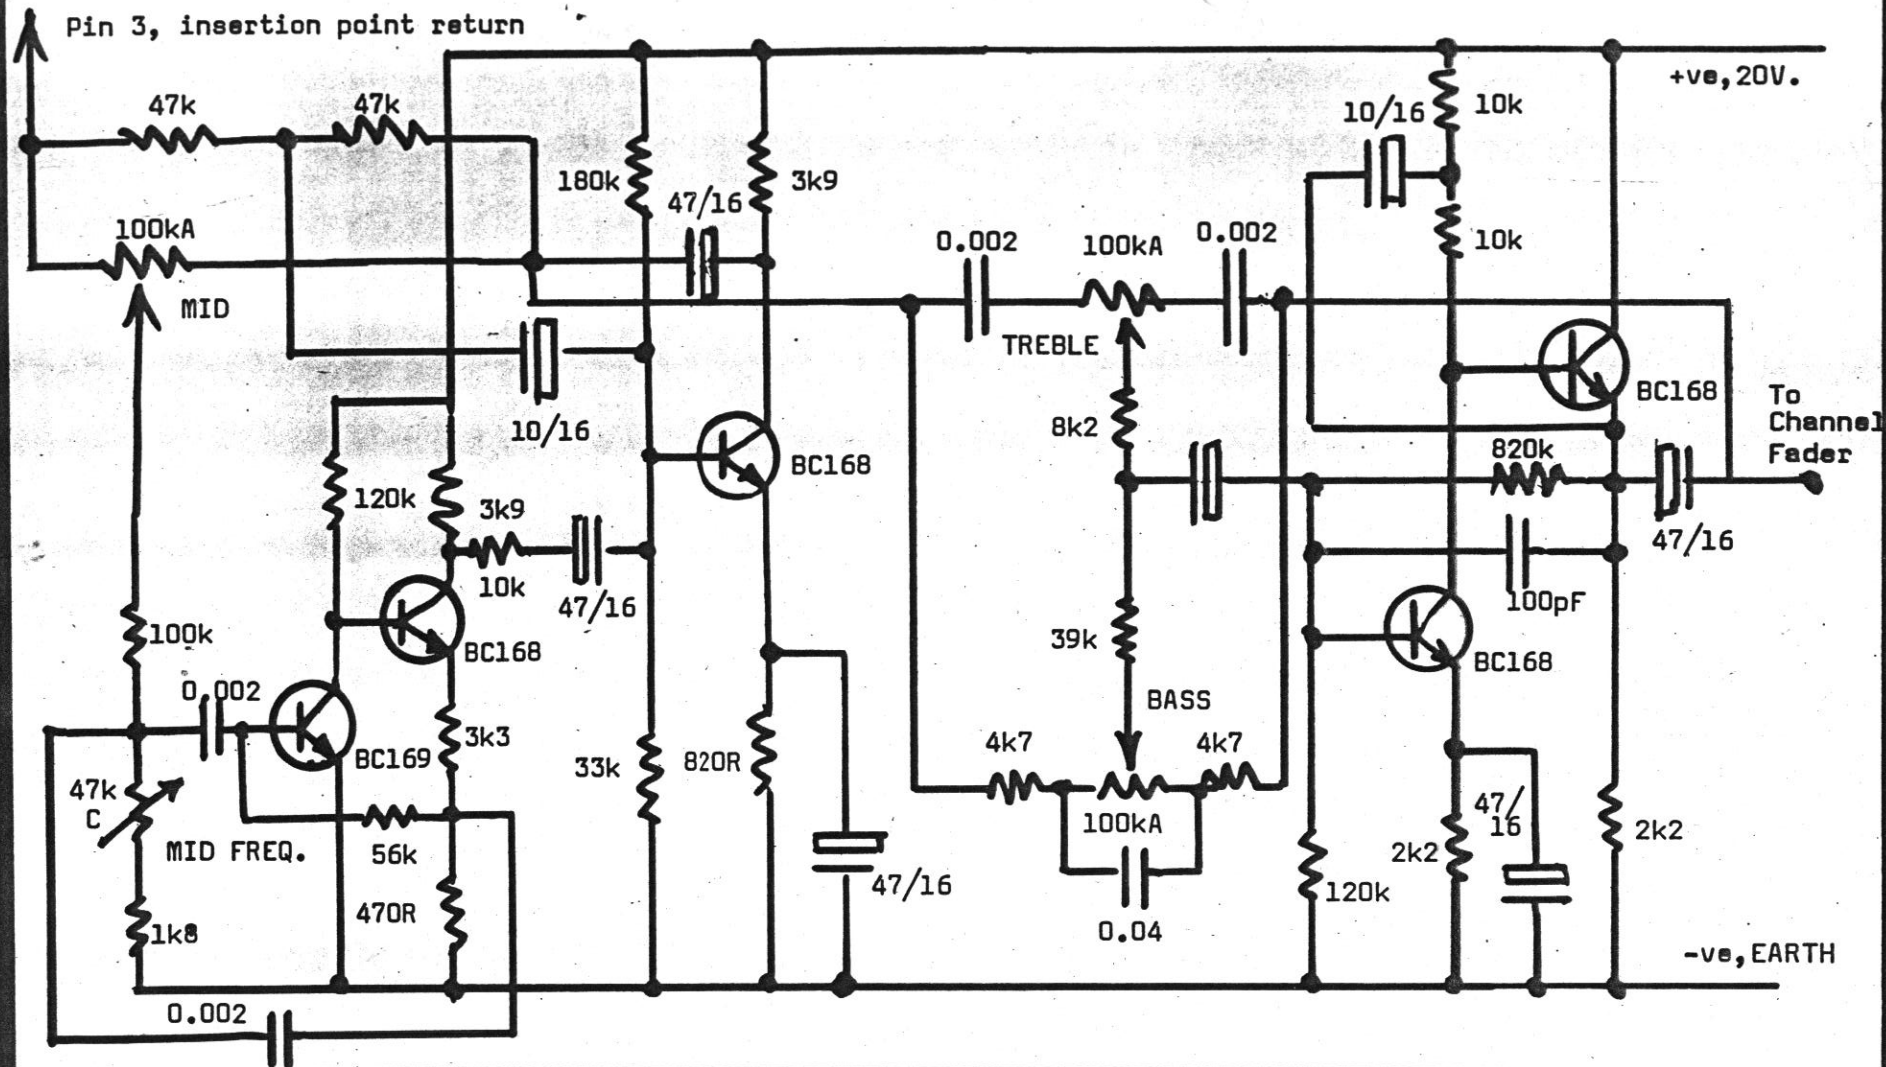 Pin 3, insertion point return
+ve,20V.
47k
47k
10/16
10k
180k
3k9
47/16
100kA
0.002
100kA
0.002
10k
MID
TREBLE
BC168
To
Channel
Fader
10/16
8k2
820k
BC168
120k
3k9
47/16
10k
47/16
100pF
100k
39k
BC168
BC168
0.002
BASS
3k3
BC169
4k7
4k7
33k
820R
47k
C
47/
16
100kA
2k2
MID FREQ.
56k
2k2
47/16
120k
470R
1k8
0.04
-ve,EARTH
0.002